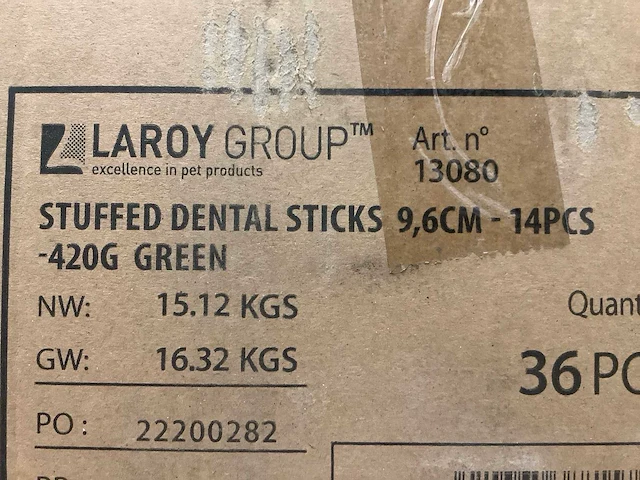 LAROY GROUP™ Art. n°
excellence in pet products 13080
STUFFED DENTAL STICKS 9,6CM - 14PCS
-420G GREEN
NW: 15.12 KGS
Quant
GW: 16.32 KGS
36 PC
PO : 22200282